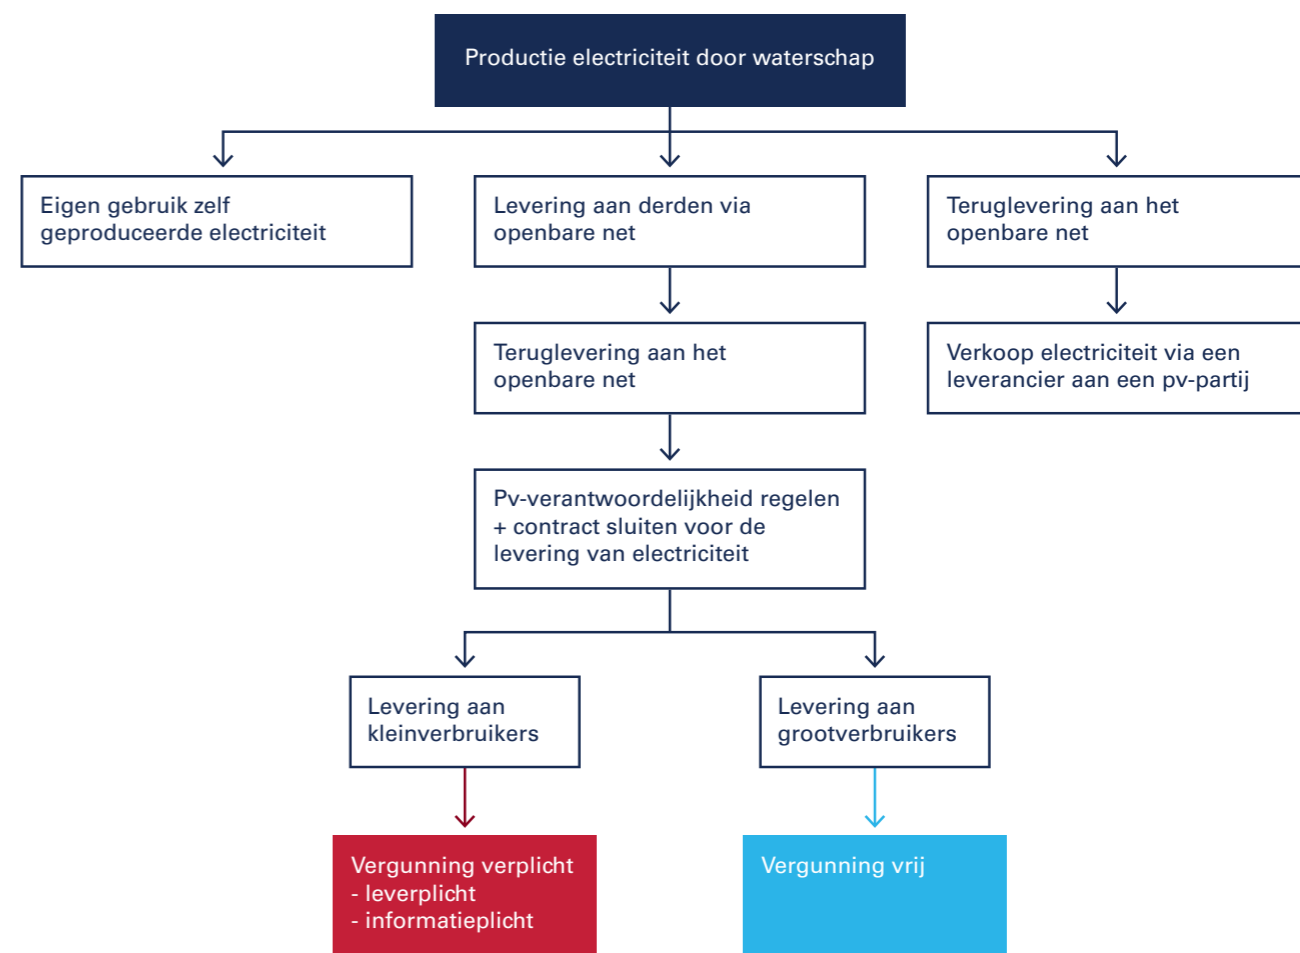 Productie electriciteit door waterschap
Eigen gebruik zelf
geproduceerde electriciteit
Levering aan derden via
openbare net
Teruglevering aan het
openbare net
Teruglevering aan het
openbare net
Verkoop electriciteit via een
leverancier aan een pv-partij
Pv-verantwoordelijkheid regelen
+ contract sluiten voor de
levering van electriciteit
Levering aan
kleinverbruikers
Levering aan
grootverbruikers
Vergunning verplicht
- leverplicht
- informatieplicht
Vergunning vrij